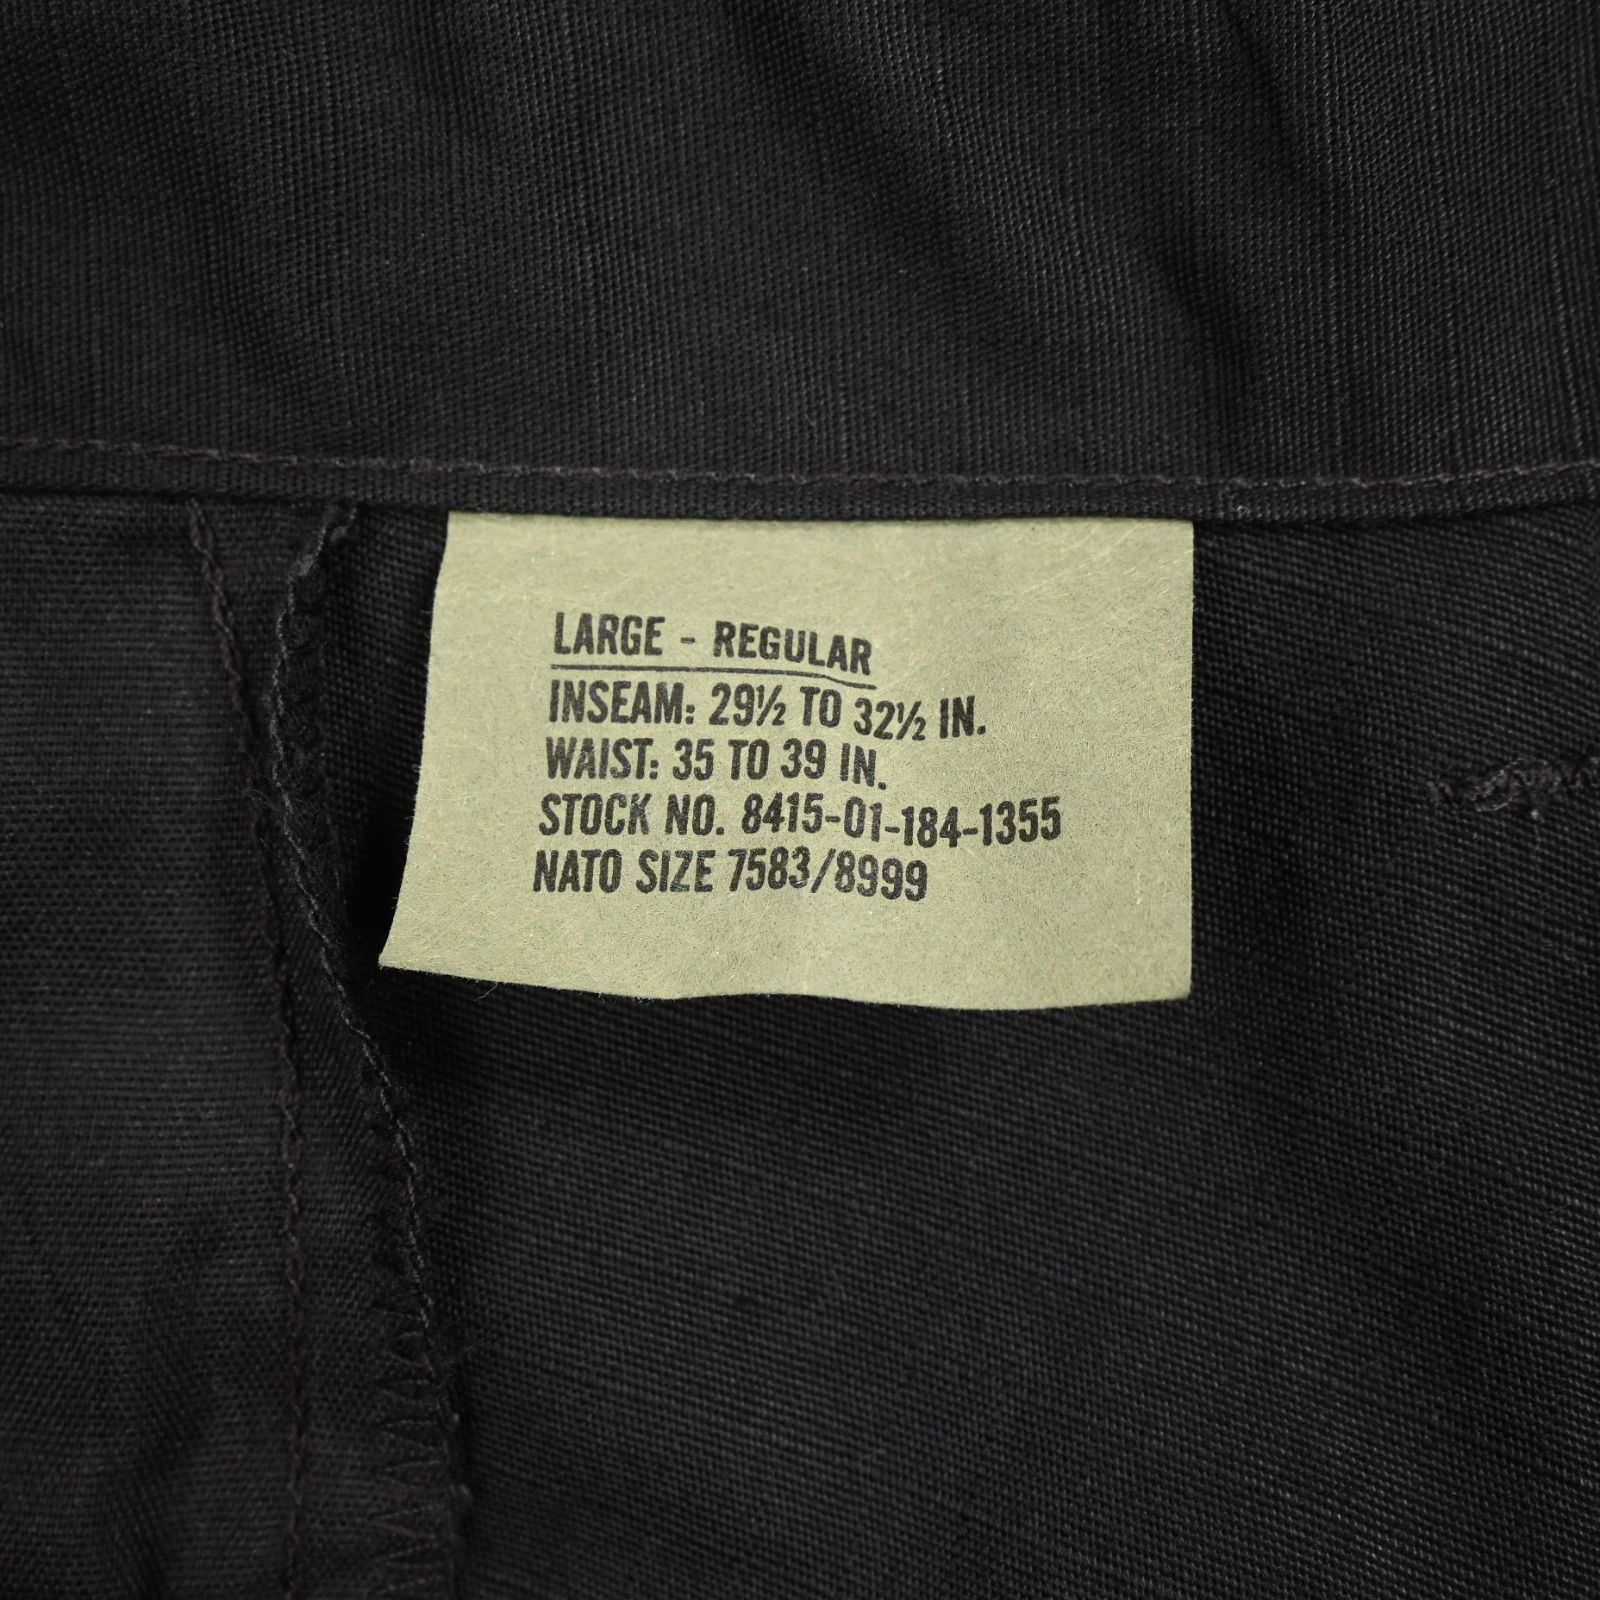 LARGE - REGULAR
INSEAM: 29½ TO 32½ IN.
WAIST: 35 TO 39 IN.
STOCK NO. 8415-01-184-1355
NATO SIZE 7583/8999